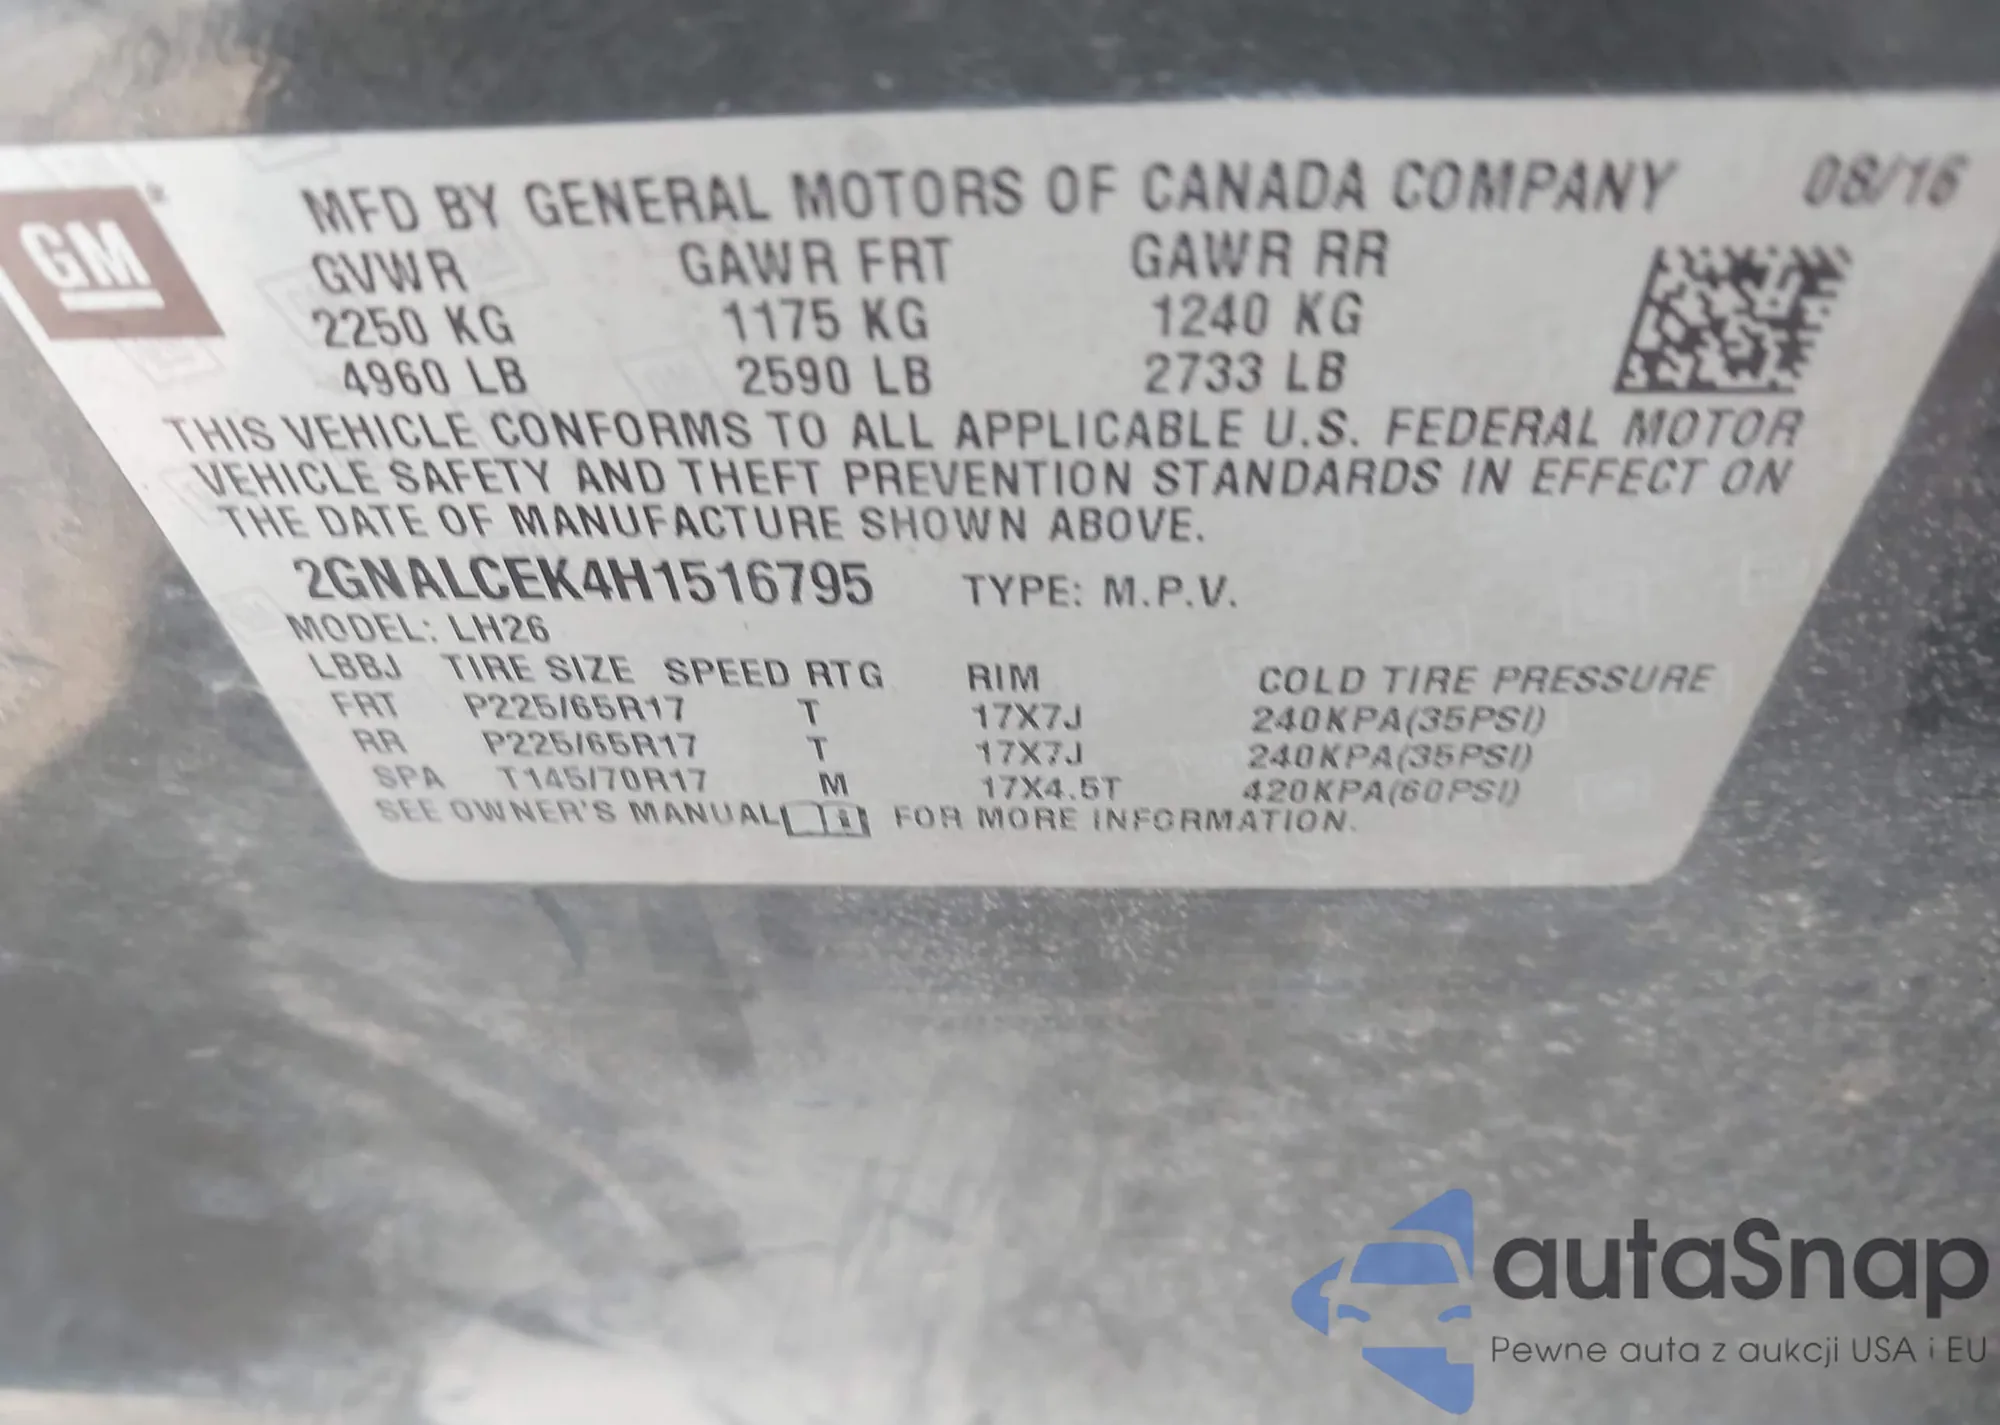 GM
MFD BY GENERAL MOTORS OF CANADA COMPANY 08/16
GVWR GAWR FRT GAWR RR
2250 KG 1175 KG 1240 KG
4960 LB 2590 LB 2733 LB
THIS VEHICLE CONFORMS TO ALL APPLICABLE U.S. FEDERAL MOTOR
VEHICLE SAFETY AND THEFT PREVENTION STANDARDS IN EFFECT ON
THE DATE OF MANUFACTURE SHOWN ABOVE.
2GNALCEK4H1516795 TYPE: M.P.V.
MODEL: LH26
LBBJ TIRE SIZE SPEED RTG RIM COLD TIRE PRESSURE
FRT P225/65R17 T 17X7J 240KPA(35PSI)
RR P225/65R17 T 17X7J 240KPA(35PSI)
SPA T145/70R17 M 17X4.5T 420KPA(60PSI)
SEE OWNER'S MANUAL FOR MORE INFORMATION.
autaSnap
Pewne auta z aukcji USA i EU